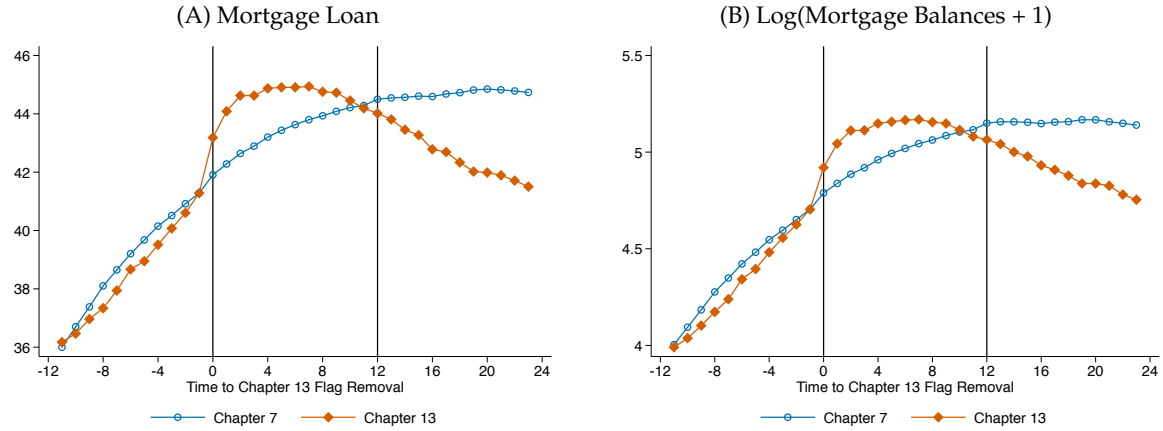 (A) Mortgage Loan
46
44
42
40
38
36
-12 -8 -4 0 4 8 12 16 20 24
Time to Chapter 13 Flag Removal
Chapter 7 Chapter 13
(B) Log(Mortgage Balances + 1)
5.5
5
4.5
4
-12 -8 -4 0 4 8 12 16 20 24
Time to Chapter 13 Flag Removal
Chapter 7 Chapter 13